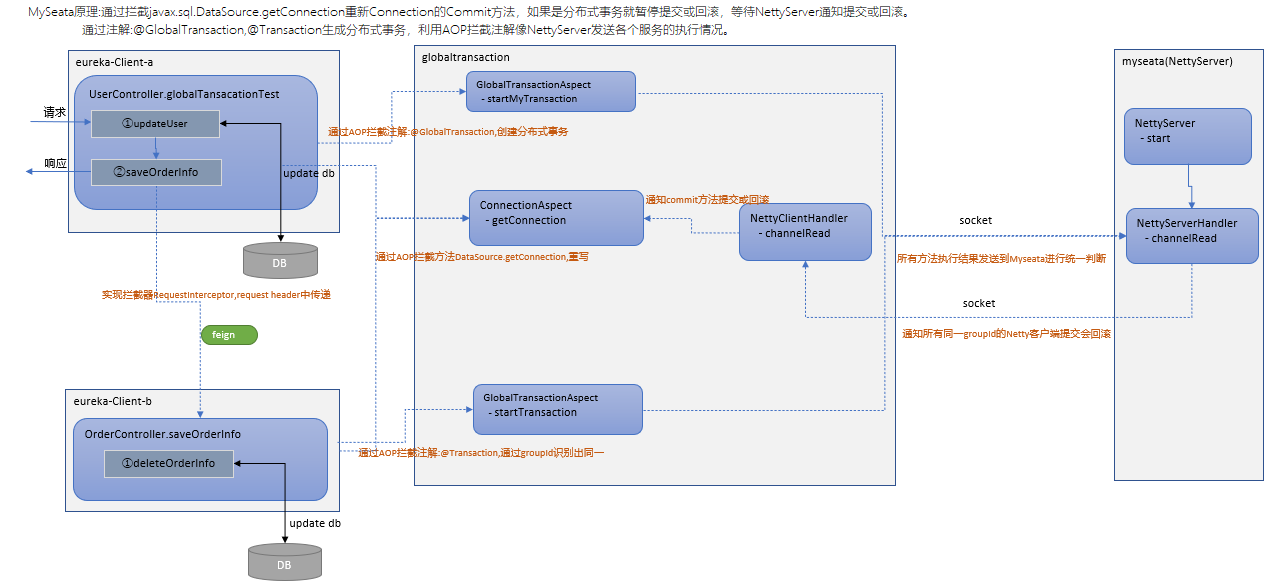 MySeata原理:通过拦截javax.sql.DataSource.getConnection重新Connection的Commit方法，如果是分布式事务就暂停提交或回滚，等待NettyServer通知提交或回滚。
通过注解:@GlobalTransaction,@Transaction生成分布式事务，利用AOP拦截注解像NettyServer发送各个服务的执行情况。
eureka-Client-a
UserController.globalTansacationTest
请求
①updateUser
响应
②saveOrderInfo
update db
DB
实现拦截器RequestInterceptor,request header中传递
feign
eureka-Client-b
OrderController.saveOrderInfo
①deleteOrderInfo
update db
DB
globaltransaction
GlobalTransactionAspect
- startMyTransaction
通过AOP拦截注解:@GlobalTransaction,创建分布式事务
ConnectionAspect
- getConnection
通知commit方法提交或回滚
NettyClientHandler
- channelRead
通过AOP拦截方法DataSource.getConnection,重写
GlobalTransactionAspect
- startTransaction
通过AOP拦截注解:@Transaction,通过groupId识别出同一
socket
所有方法执行结果发送到Myseata进行统一判断
socket
通知所有同一groupId的Netty客户端提交会回滚
myseata(NettyServer)
NettyServer
- start
NettyServerHandler
- channelRead